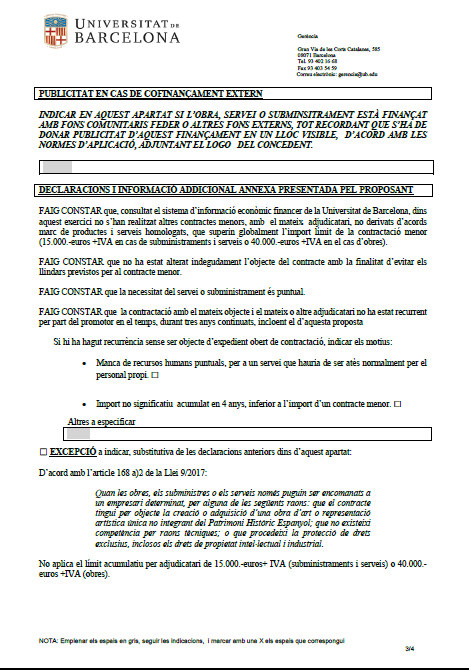 UNIVERSITAT DE
BARCELONA
Gerència
Gran Via de les Corts Catalanes, 585
08071 Barcelona
Tel. 93 402 16 68
Fax 93 403 54 59
Correu electrònic: gerencia@ub.edu
PUBLICITAT EN CAS DE COFINANÇAMENT EXTERN
INDICAR EN AQUEST APARTAT SI L'OBRA, SERVEI O SUBMINSITRAMENT ESTÀ FINANÇAT
AMB FONS COMUNITARIS FEDER O ALTRES FONS EXTERNS, TOT RECORDANT QUE S'HA DE
DONAR PUBLICITAT D'AQUEST FINANÇAMENT EN UN LLOC VISIBLE, D'ACORD AMB LES
NORMES D'APLICACIÓ, ADJUNTANT EL LOGO DEL CONCEDENT.
DECLARACIONS I INFORMACIÓ ADDICIONAL ANNEXA PRESENTADA PEL PROPOSANT
FAIG CONSTAR que, consultat el sistema d'informació econòmic financer de la Universitat de Barcelona, dins
aquest exercici no s'han realitzat altres contractes menors, amb el mateix adjudicatari, no derivats d'acords
marc de productes i serveis homologats, que superin globalment l'import límit de la contractació menor
(15.000.-euros +IVA en cas de subministraments i serveis o 40.000.-euros +IVA en el cas d'obres).
FAIG CONSTAR que no ha estat alterat indegudament l'objecte del contracte amb la finalitat d'evitar els
llindars previstos per al contracte menor.
FAIG CONSTAR que la necessitat del servei o subministrament és puntual.
FAIG CONSTAR que la contractació amb el mateix objecte i el mateix o altre adjudicatari no ha estat recurrent
per part del promotor en el temps, durant tres anys continuats, incloent el d'aquesta proposta
Si hi ha hagut recurrència sense ser objecte d'expedient obert de contractació, indicar els motius:
• Manca de recursos humans puntuals, per a un servei que hauria de ser atès normalment per el
personal propi. ☐
• Import no significatiu acumulat en 4 anys, inferior a l'import d'un contracte menor. ☐
Altres a especificar
☐ EXCEPCIÓ a indicar, substitutiva de les declaracions anteriors dins d'aquest apartat:
D'acord amb l'article 168 a)2 de la Llei 9/2017:
Quan les obres, els subministres o els serveis només puguin ser encomanats a
un empresari determinat, per alguna de les següents raons: que el contracte
tingui per objecte la creació o adquisició d'una obra d'art o representació
artística única no integrant del Patrimoni Històric Espanyol; que no existeixi
competència per raons tècniques; o que procedeixi la protecció de drets
exclusius, inclosos els drets de propietat intel·lectual i industrial.
No aplica el límit acumulatiu per adjudicatari de 15.000.-euros+ IVA (subministraments i serveis) o 40.000.-
euros +IVA (obres).
NOTA: Emplenar els espais en gris, seguir les indicacions, i marcar amb una X els espais que correspongui
3/4